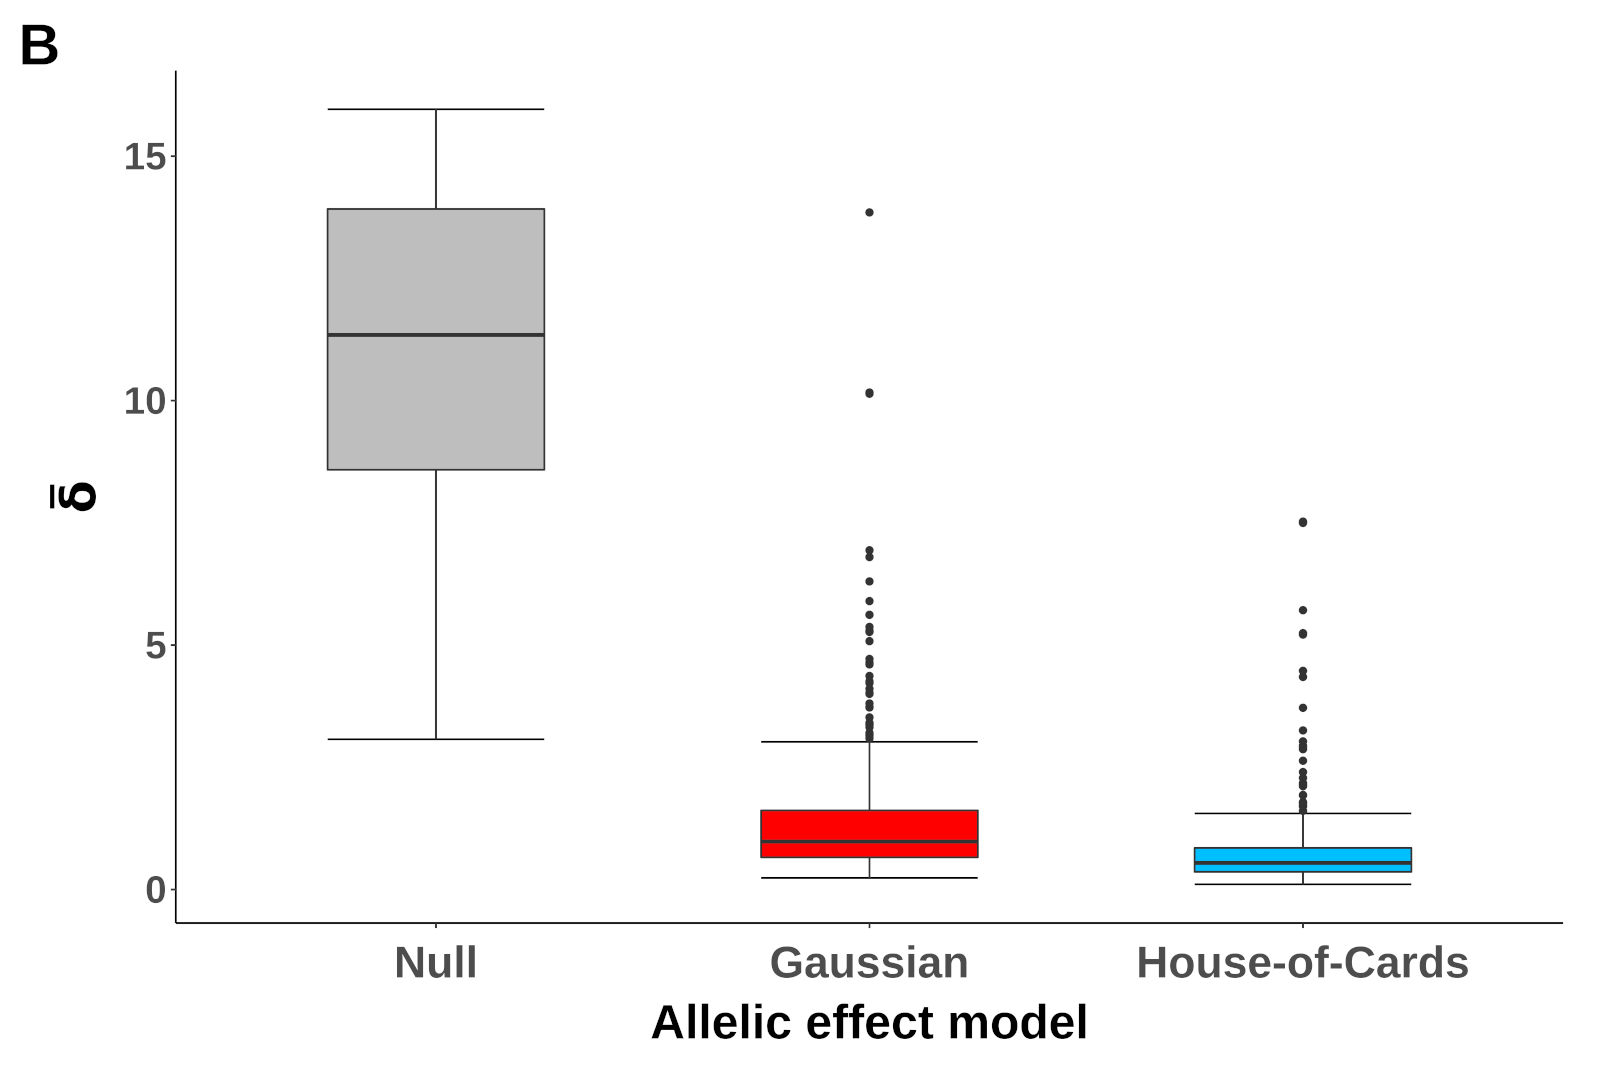 B
15
10
5
0
δ̅
Null Gaussian House-of-Cards
Allelic effect model